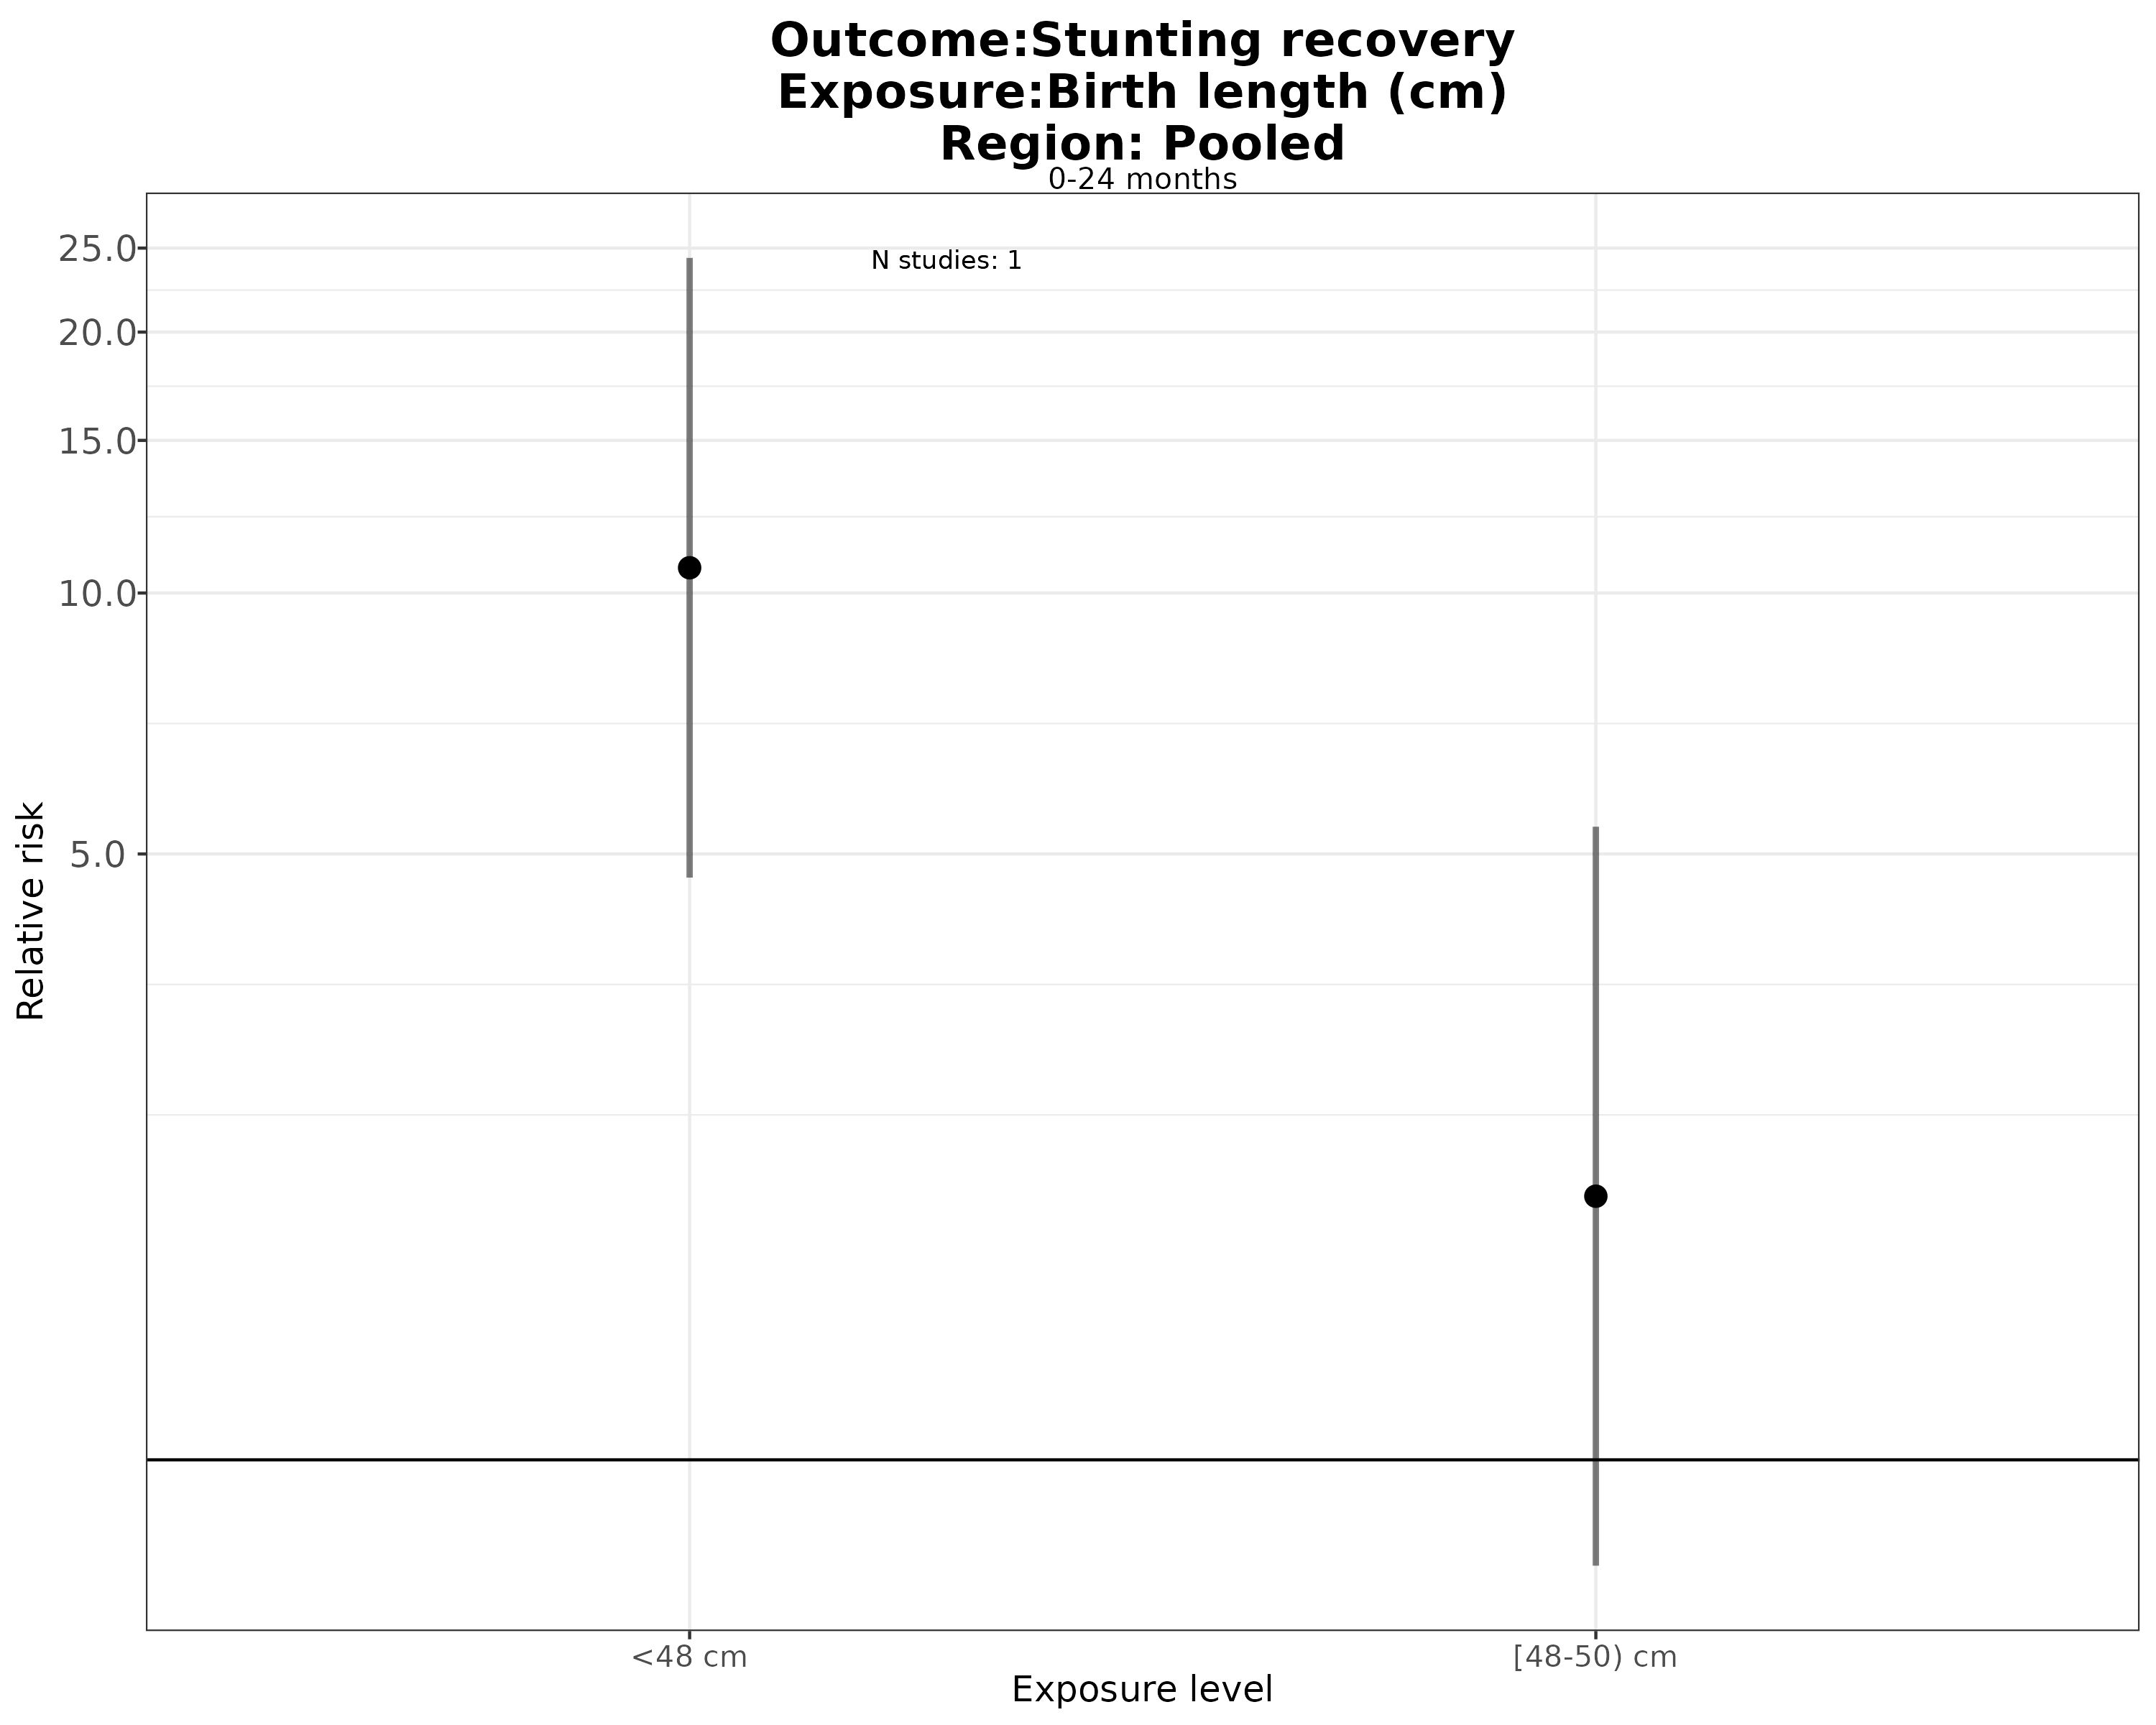 Outcome:Stunting recovery
Exposure:Birth length (cm)
Region: Pooled
0-24 months
25.0
N studies: 1
20.0
15.0
10.0
5.0
Relative risk
<48 cm
[48-50) cm
Exposure level